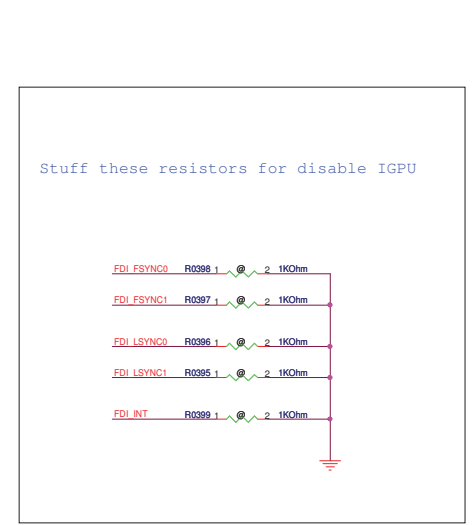 Stuff these resistors for disable IGPU
FDI_FSYNC0 R0398 1 @ 2 1KOhm
FDI_FSYNC1 R0397 1 @ 2 1KOhm
FDI_LSYNC0 R0396 1 @ 2 1KOhm
FDI_LSYNC1 R0395 1 @ 2 1KOhm
FDI_INT R0399 1 @ 2 1KOhm